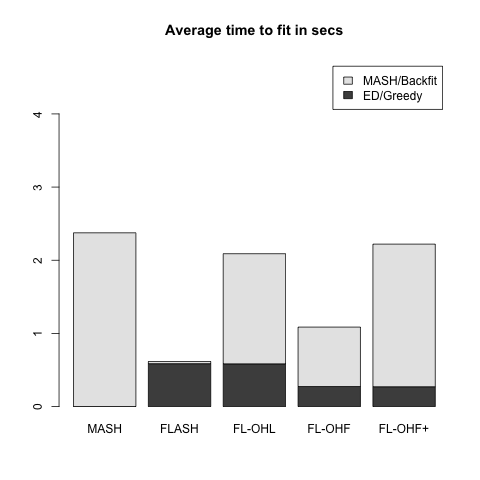 Average time to fit in secs
MASH/Backfit
ED/Greedy
4
3
2
1
0
MASH FLASH FL-OHL FL-OHF FL-OHF+